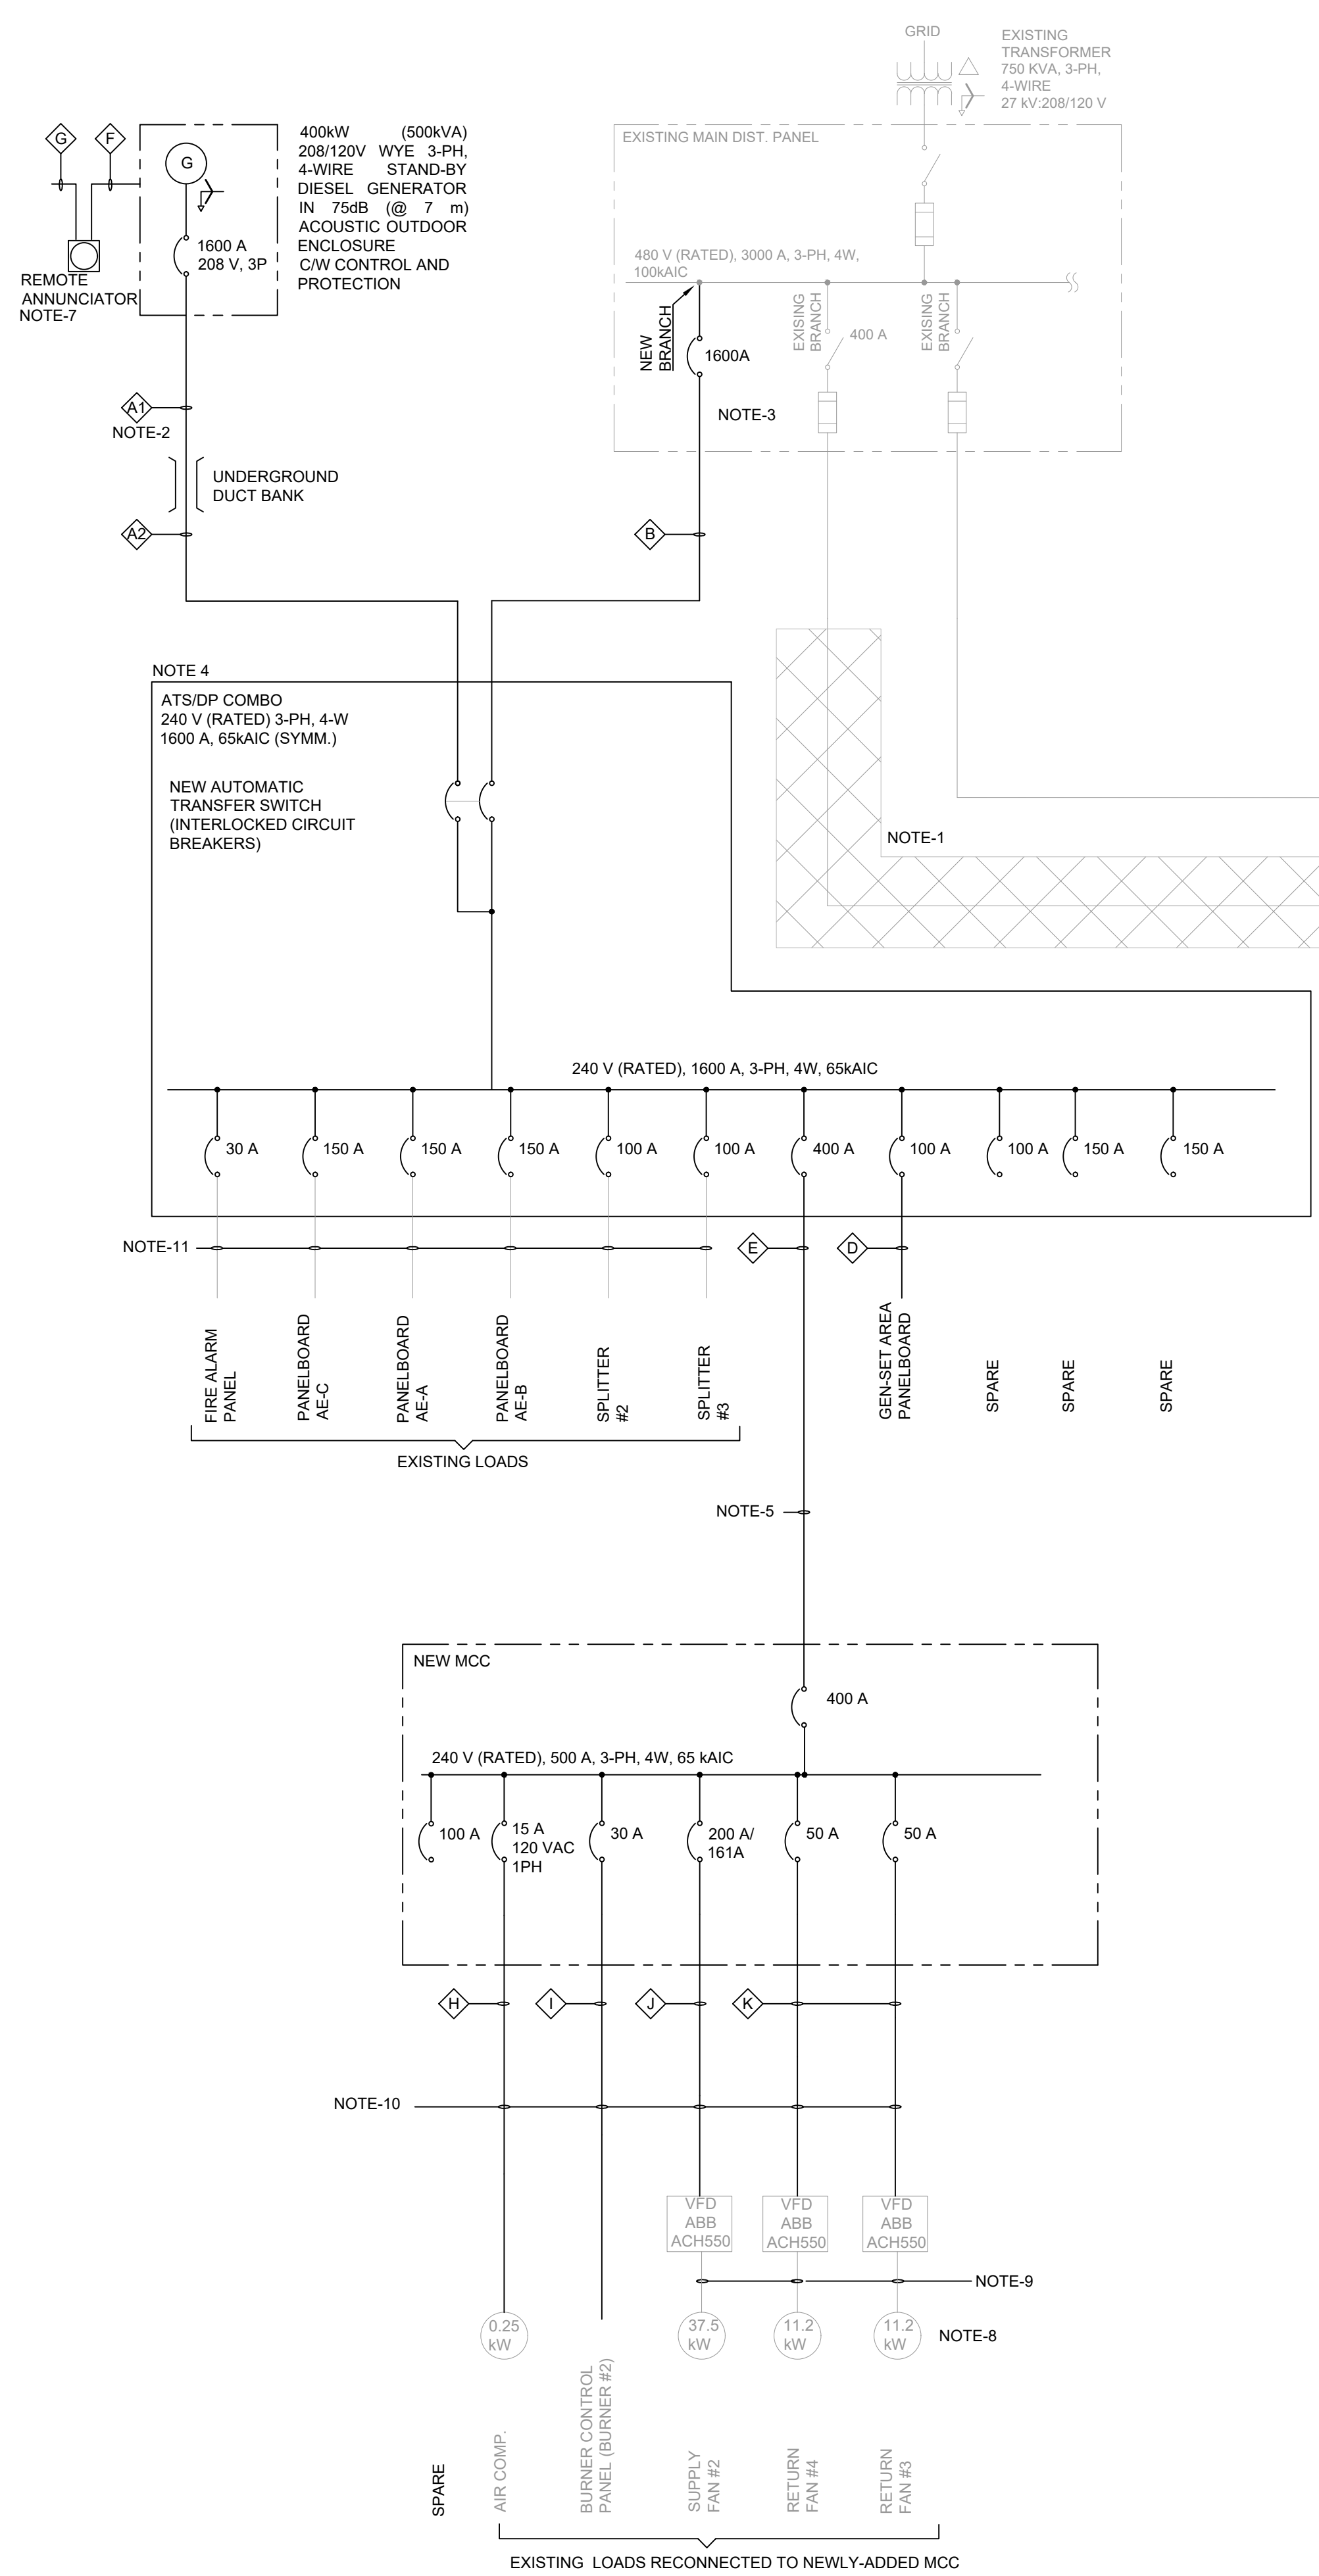 GRID
EXISTING
TRANSFORMER
750 KVA, 3-PH,
4-WIRE
27 kV:208/120 V
G
F
G
400kW (500kVA)
208/120V WYE 3-PH,
4-WIRE STAND-BY
DIESEL GENERATOR
IN 75dB (@ 7 m)
ACOUSTIC OUTDOOR
ENCLOSURE
C/W CONTROL AND
PROTECTION
1600 A
208 V, 3P
REMOTE
ANNUNCIATOR
NOTE-7
EXISTING MAIN DIST. PANEL
480 V (RATED), 3000 A, 3-PH, 4W,
100kAIC
NEW
BRANCH
1600A
EXISING
BRANCH
400 A
EXISING
BRANCH
NOTE-3
A1
NOTE-2
UNDERGROUND
DUCT BANK
A2
B
NOTE 4
ATS/DP COMBO
240 V (RATED) 3-PH, 4-W
1600 A, 65kAIC (SYMM.)
NEW AUTOMATIC
TRANSFER SWITCH
(INTERLOCKED CIRCUIT
BREAKERS)
NOTE-1
240 V (RATED), 1600 A, 3-PH, 4W, 65kAIC
30 A
150 A
150 A
150 A
100 A
100 A
400 A
100 A
100 A
150 A
150 A
NOTE-11
E
D
FIRE ALARM
PANEL
PANELBOARD
AE-C
PANELBOARD
AE-A
PANELBOARD
AE-B
SPLITTER
#2
SPLITTER
#3
GEN-SET AREA
PANELBOARD
SPARE
SPARE
SPARE
EXISTING LOADS
NOTE-5
NEW MCC
400 A
240 V (RATED), 500 A, 3-PH, 4W, 65 kAIC
100 A
15 A
120 VAC
1PH
30 A
200 A/
161A
50 A
50 A
H
I
J
K
NOTE-10
VFD
ABB
ACH550
VFD
ABB
ACH550
VFD
ABB
ACH550
NOTE-9
0.25
kW
37.5
kW
11.2
kW
11.2
kW
NOTE-8
SPARE
AIR COMP.
BURNER CONTROL
PANEL (BURNER #2)
SUPPLY
FAN #2
RETURN
FAN #4
RETURN
FAN #3
EXISTING LOADS RECONNECTED TO NEWLY-ADDED MCC